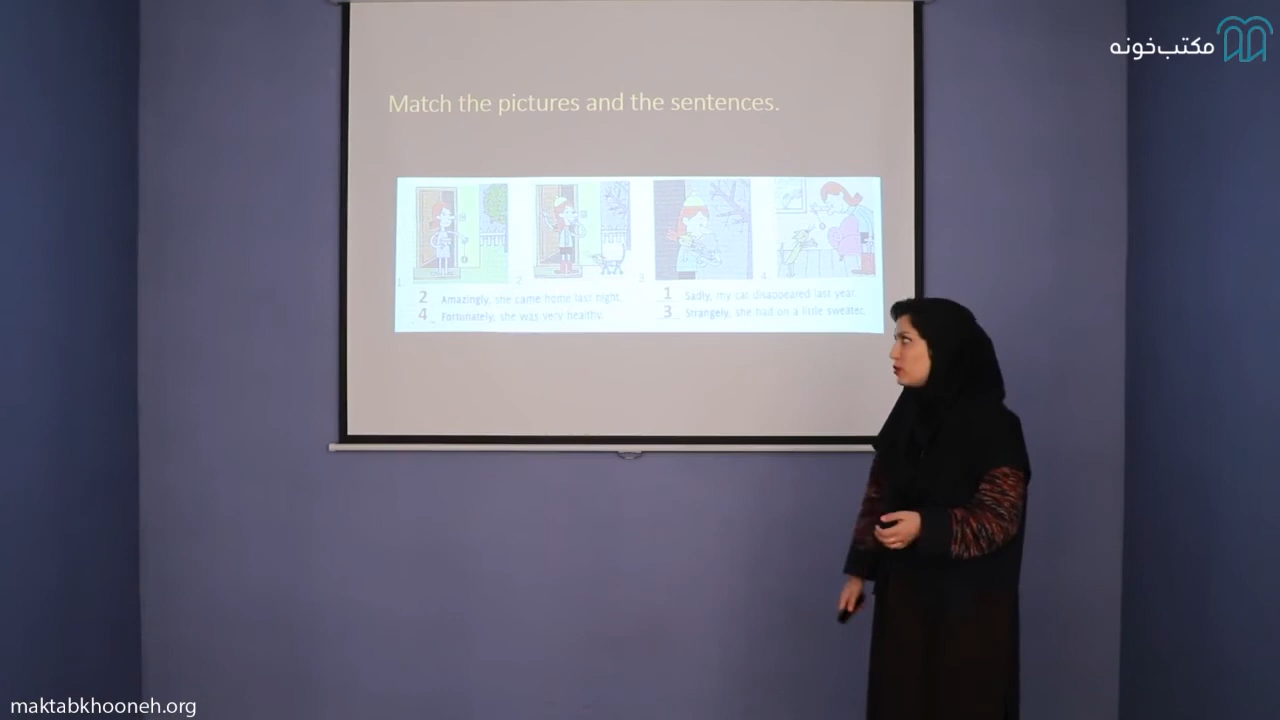 مکتب‌خونه
Match the pictures and the sentences.
1 2 3 4
2 Amazingly, she came home last night.
4 Fortunately, she was very healthy.
1 Sadly, my cat disappeared last year.
3 Strangely, she had on a little sweater.
maktabkhooneh.org